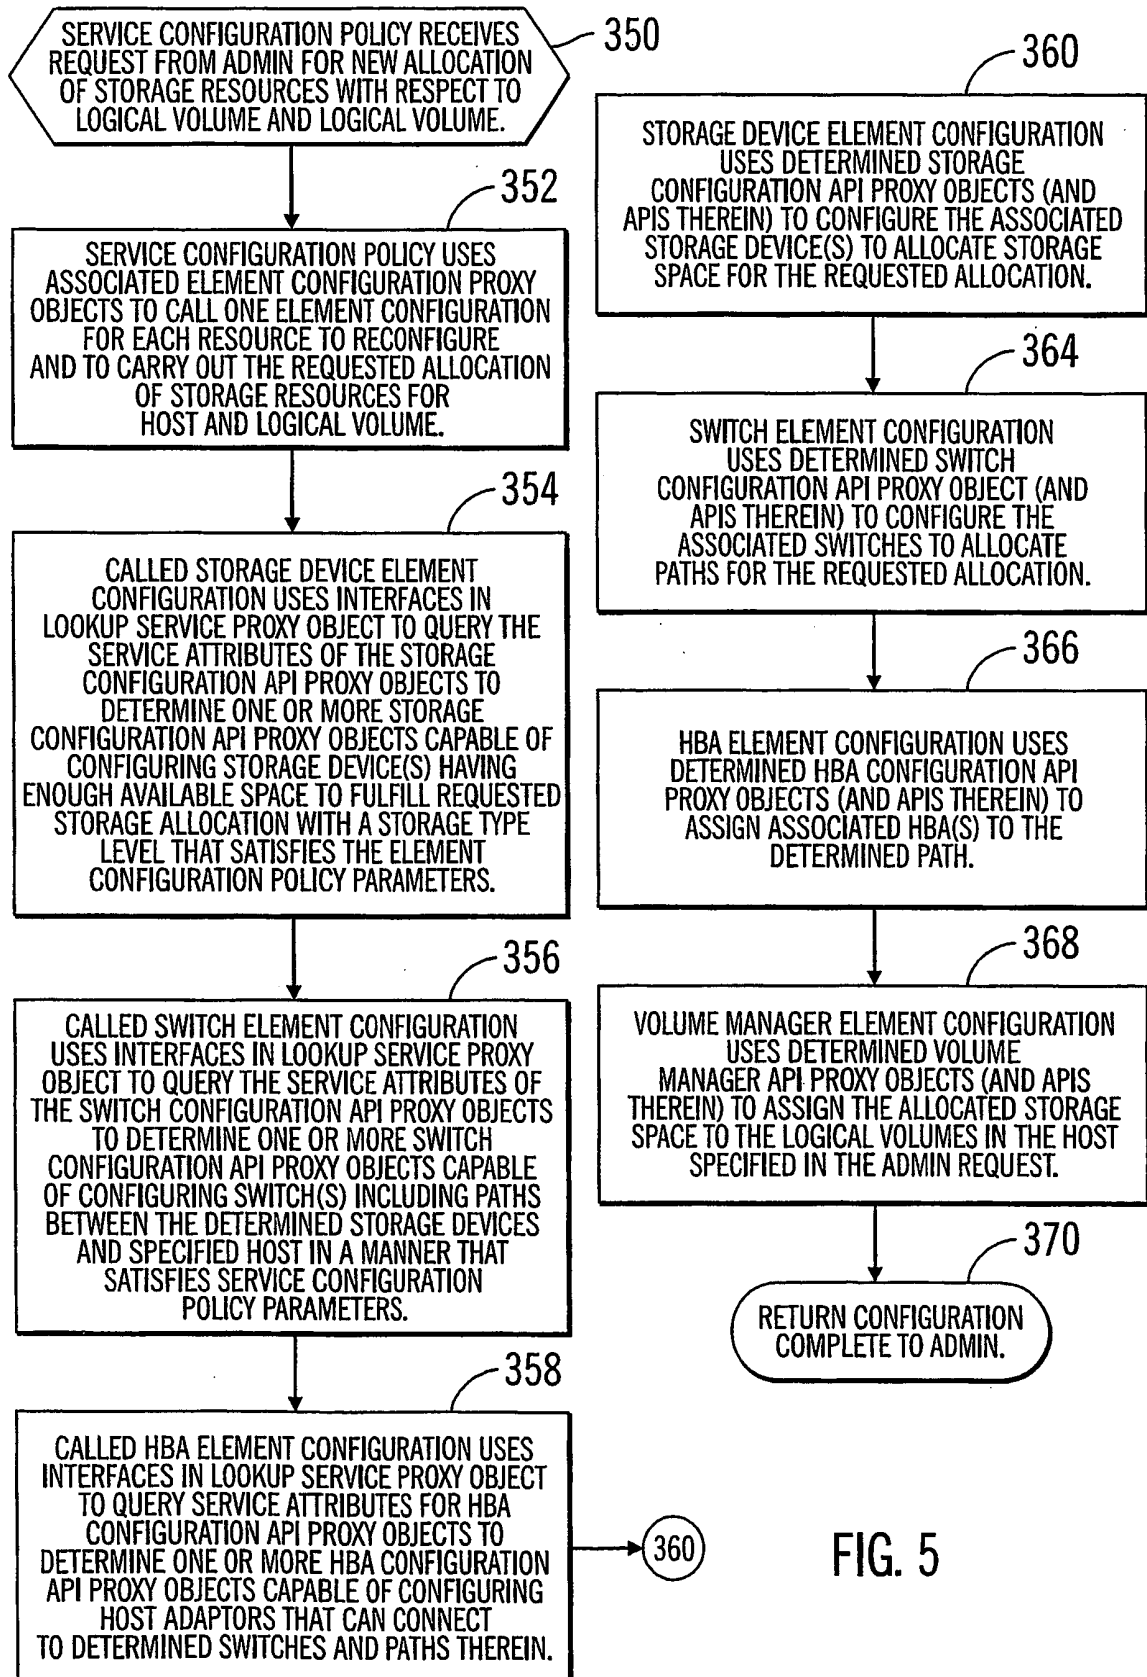 SERVICE CONFIGURATION POLICY RECEIVES
REQUEST FROM ADMIN FOR NEW ALLOCATION
OF STORAGE RESOURCES WITH RESPECT TO
LOGICAL VOLUME AND LOGICAL VOLUME.
350
352
SERVICE CONFIGURATION POLICY USES
ASSOCIATED ELEMENT CONFIGURATION PROXY
OBJECTS TO CALL ONE ELEMENT CONFIGURATION
FOR EACH RESOURCE TO RECONFIGURE
AND TO CARRY OUT THE REQUESTED ALLOCATION
OF STORAGE RESOURCES FOR
HOST AND LOGICAL VOLUME.
354
CALLED STORAGE DEVICE ELEMENT
CONFIGURATION USES INTERFACES IN
LOOKUP SERVICE PROXY OBJECT TO QUERY THE
SERVICE ATTRIBUTES OF THE STORAGE
CONFIGURATION API PROXY OBJECTS TO
DETERMINE ONE OR MORE STORAGE
CONFIGURATION API PROXY OBJECTS CAPABLE OF
CONFIGURING STORAGE DEVICE(S) HAVING
ENOUGH AVAILABLE SPACE TO FULFILL REQUESTED
STORAGE ALLOCATION WITH A STORAGE TYPE
LEVEL THAT SATISFIES THE ELEMENT
CONFIGURATION POLICY PARAMETERS.
356
CALLED SWITCH ELEMENT CONFIGURATION
USES INTERFACES IN LOOKUP SERVICE PROXY
OBJECT TO QUERY THE SERVICE ATTRIBUTES OF
THE SWITCH CONFIGURATION API PROXY OBJECTS
TO DETERMINE ONE OR MORE SWITCH
CONFIGURATION API PROXY OBJECTS CAPABLE
OF CONFIGURING SWITCH(S) INCLUDING PATHS
BETWEEN THE DETERMINED STORAGE DEVICES
AND SPECIFIED HOST IN A MANNER THAT
SATISFIES SERVICE CONFIGURATION
POLICY PARAMETERS.
358
CALLED HBA ELEMENT CONFIGURATION USES
INTERFACES IN LOOKUP SERVICE PROXY OBJECT
TO QUERY SERVICE ATTRIBUTES FOR HBA
CONFIGURATION API PROXY OBJECTS TO
DETERMINE ONE OR MORE HBA CONFIGURATION
API PROXY OBJECTS CAPABLE OF CONFIGURING
HOST ADAPTORS THAT CAN CONNECT
TO DETERMINED SWITCHES AND PATHS THEREIN.
360
360
STORAGE DEVICE ELEMENT CONFIGURATION
USES DETERMINED STORAGE
CONFIGURATION API PROXY OBJECTS (AND
APIS THEREIN) TO CONFIGURE THE ASSOCIATED
STORAGE DEVICE(S) TO ALLOCATE STORAGE
SPACE FOR THE REQUESTED ALLOCATION.
364
SWITCH ELEMENT CONFIGURATION
USES DETERMINED SWITCH
CONFIGURATION API PROXY OBJECT (AND
APIS THEREIN) TO CONFIGURE THE
ASSOCIATED SWITCHES TO ALLOCATE
PATHS FOR THE REQUESTED ALLOCATION.
366
HBA ELEMENT CONFIGURATION USES
DETERMINED HBA CONFIGURATION API
PROXY OBJECTS (AND APIS THEREIN) TO
ASSIGN ASSOCIATED HBA(S) TO THE
DETERMINED PATH.
368
VOLUME MANAGER ELEMENT CONFIGURATION
USES DETERMINED VOLUME
MANAGER API PROXY OBJECTS (AND APIS
THEREIN) TO ASSIGN THE ALLOCATED STORAGE
SPACE TO THE LOGICAL VOLUMES IN THE HOST
SPECIFIED IN THE ADMIN REQUEST.
370
RETURN CONFIGURATION
COMPLETE TO ADMIN.
FIG. 5